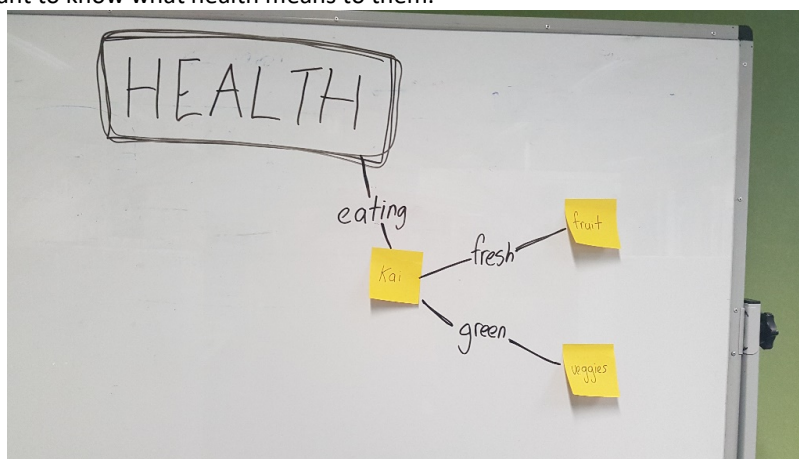 ant to know what health means to them.
HEALTH
eating
Kai
fresh
fruit
green
veggies